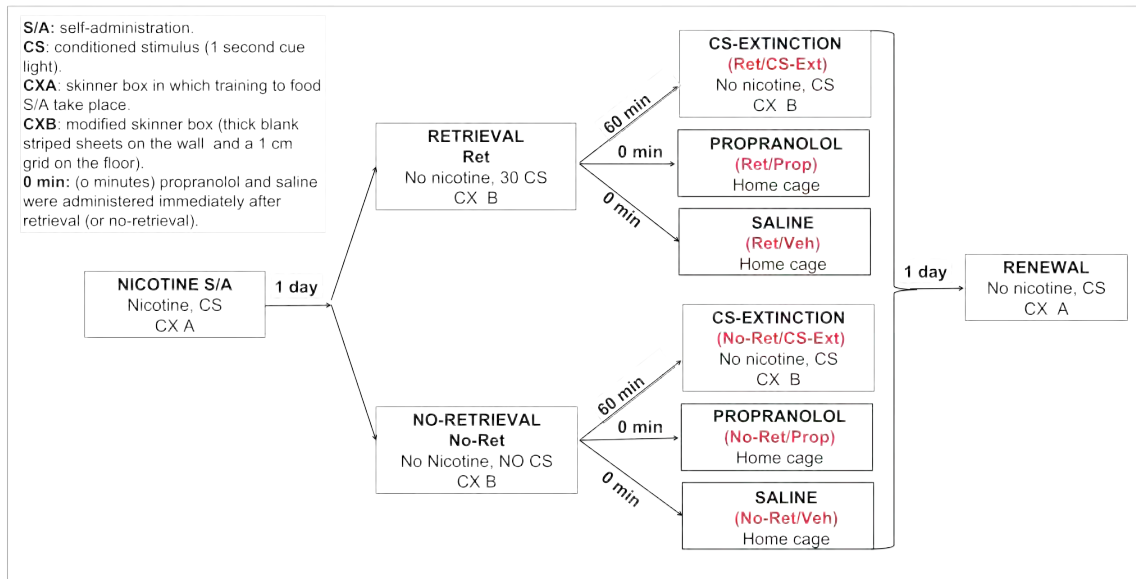 S/A: self-administration.
CS: conditioned stimulus (1 second cue
light).
CXA: skinner box in which training to food
S/A take place.
CXB: modified skinner box (thick blank
striped sheets on the wall and a 1 cm
grid on the floor).
0 min: (o minutes) propranolol and saline
were administered immediately after
retrieval (or no-retrieval).
NICOTINE S/A
Nicotine, CS
CX A
1 day
RETRIEVAL
Ret
No nicotine, 30 CS
CX B
60 min
0 min
0 min
CS-EXTINCTION
(Ret/CS-Ext)
No nicotine, CS
CX B
PROPRANOLOL
(Ret/Prop)
Home cage
SALINE
(Ret/Veh)
Home cage
NO-RETRIEVAL
No-Ret
No Nicotine, NO CS
CX B
60 min
0 min
0 min
CS-EXTINCTION
(No-Ret/CS-Ext)
No nicotine, CS
CX B
PROPRANOLOL
(No-Ret/Prop)
Home cage
SALINE
(No-Ret/Veh)
Home cage
1 day
RENEWAL
No nicotine, CS
CX A